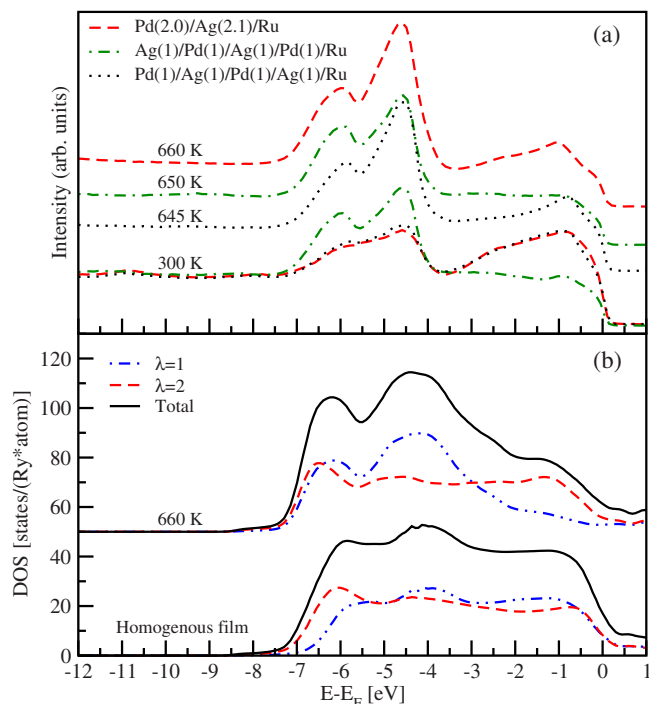 Pd(2.0)/Ag(2.1)/Ru
Ag(1)/Pd(1)/Ag(1)/Pd(1)/Ru
Pd(1)/Ag(1)/Pd(1)/Ag(1)/Ru
(a)
Intensity (arb. units)
660 K
650 K
645 K
300 K
(b)
λ=1
λ=2
Total
DOS [states/(Ry*atom)]
120
100
80
60
40
20
0
660 K
Homogenous film
-12 -11 -10 -9 -8 -7 -6 -5 -4 -3 -2 -1 0 1
E-E_F [eV]